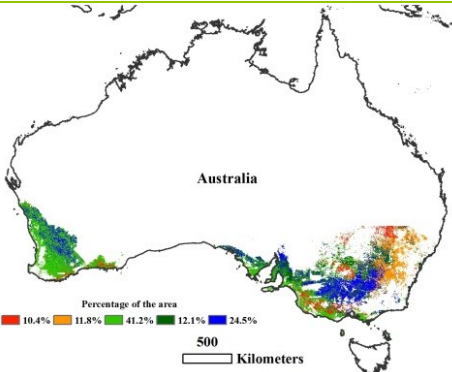 Australia
Percentage of the area
10.4% 11.8% 41.2% 12.1% 24.5%
500
Kilometers